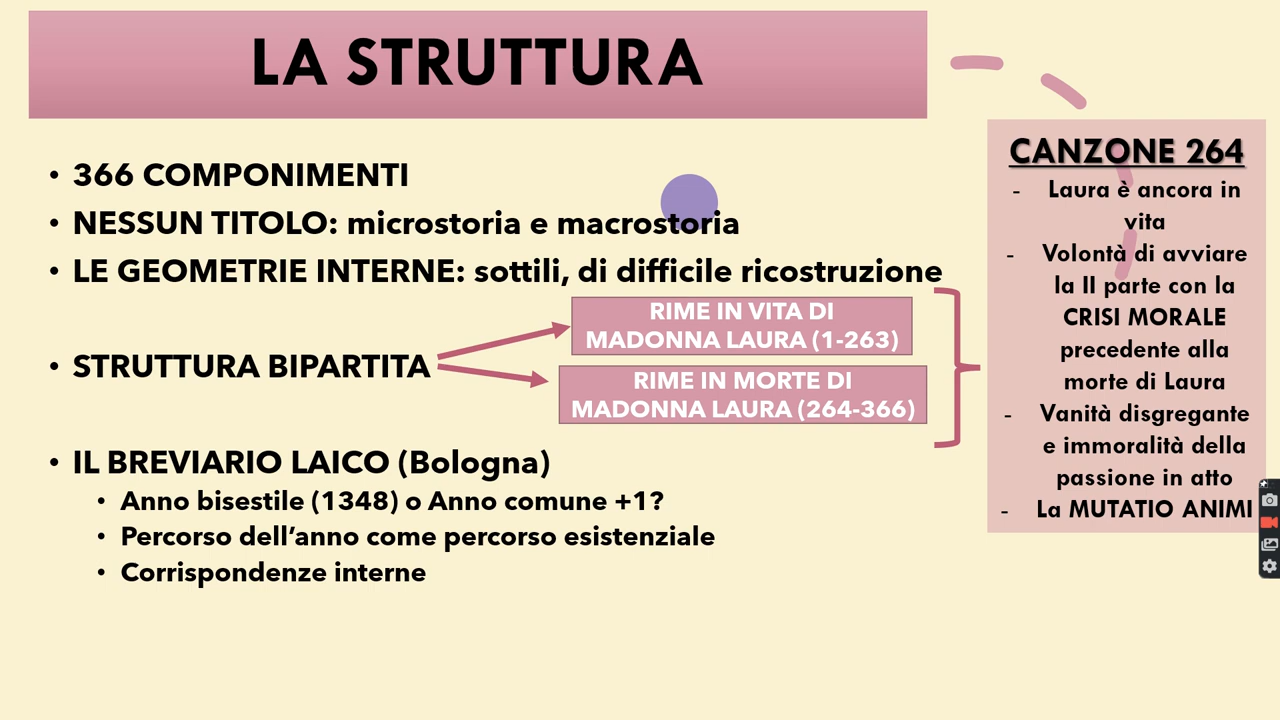 LA STRUTTURA
• 366 COMPONIMENTI
• NESSUN TITOLO: microstoria e macrostoria
• LE GEOMETRIE INTERNE: sottili, di difficile ricostruzione
• STRUTTURA BIPARTITA
RIME IN VITA DI
MADONNA LAURA (1-263)
RIME IN MORTE DI
MADONNA LAURA (264-366)
• IL BREVIARIO LAICO (Bologna)
• Anno bisestile (1348) o Anno comune +1?
• Percorso dell’anno come percorso esistenziale
• Corrispondenze interne
CANZONE 264
- Laura è ancora in
vita
- Volontà di avviare
la II parte con la
CRISI MORALE
precedente alla
morte di Laura
- Vanità disgregante
e immoralità della
passione in atto
- La MUTATIO ANIMI